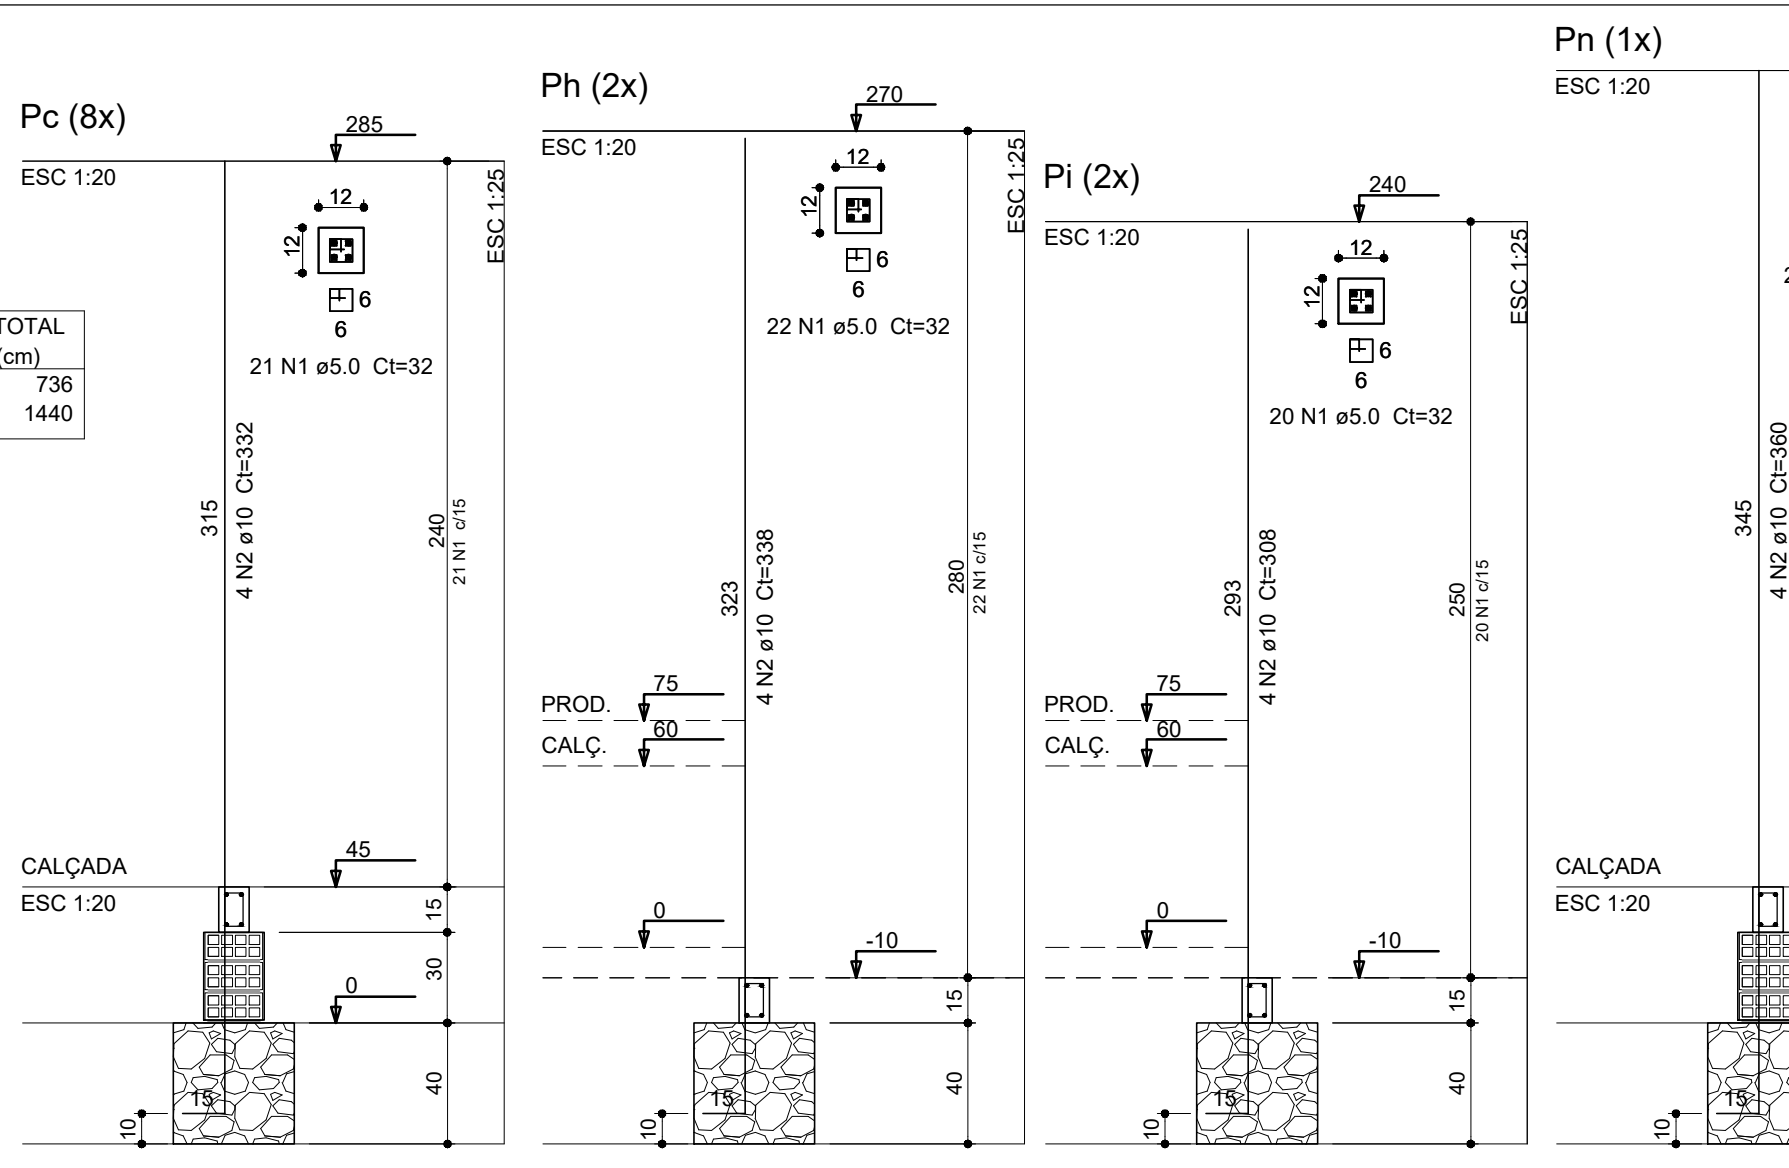 Pc (8x)
285
ESC 1:20
ESC 1:25
12
12
6
6
21 N1 ø5.0 Ct=32
TOTAL
(cm)
736
1440
315
4 N2 ø10 Ct=332
240
21 N1 c/15
CALÇADA
45
ESC 1:20
15
30
0
40
15
10
Ph (2x)
270
ESC 1:20
ESC 1:25
12
12
6
6
22 N1 ø5.0 Ct=32
323
4 N2 ø10 Ct=338
280
22 N1 c/15
PROD.
75
CALÇ.
60
0
-10
15
40
15
10
Pi (2x)
240
ESC 1:20
ESC 1:25
12
12
6
6
20 N1 ø5.0 Ct=32
293
4 N2 ø10 Ct=308
250
20 N1 c/15
PROD.
75
CALÇ.
60
0
-10
15
40
15
10
Pn (1x)
ESC 1:20
345
4 N2 ø10 Ct=360
CALÇADA
ESC 1:20
15
10